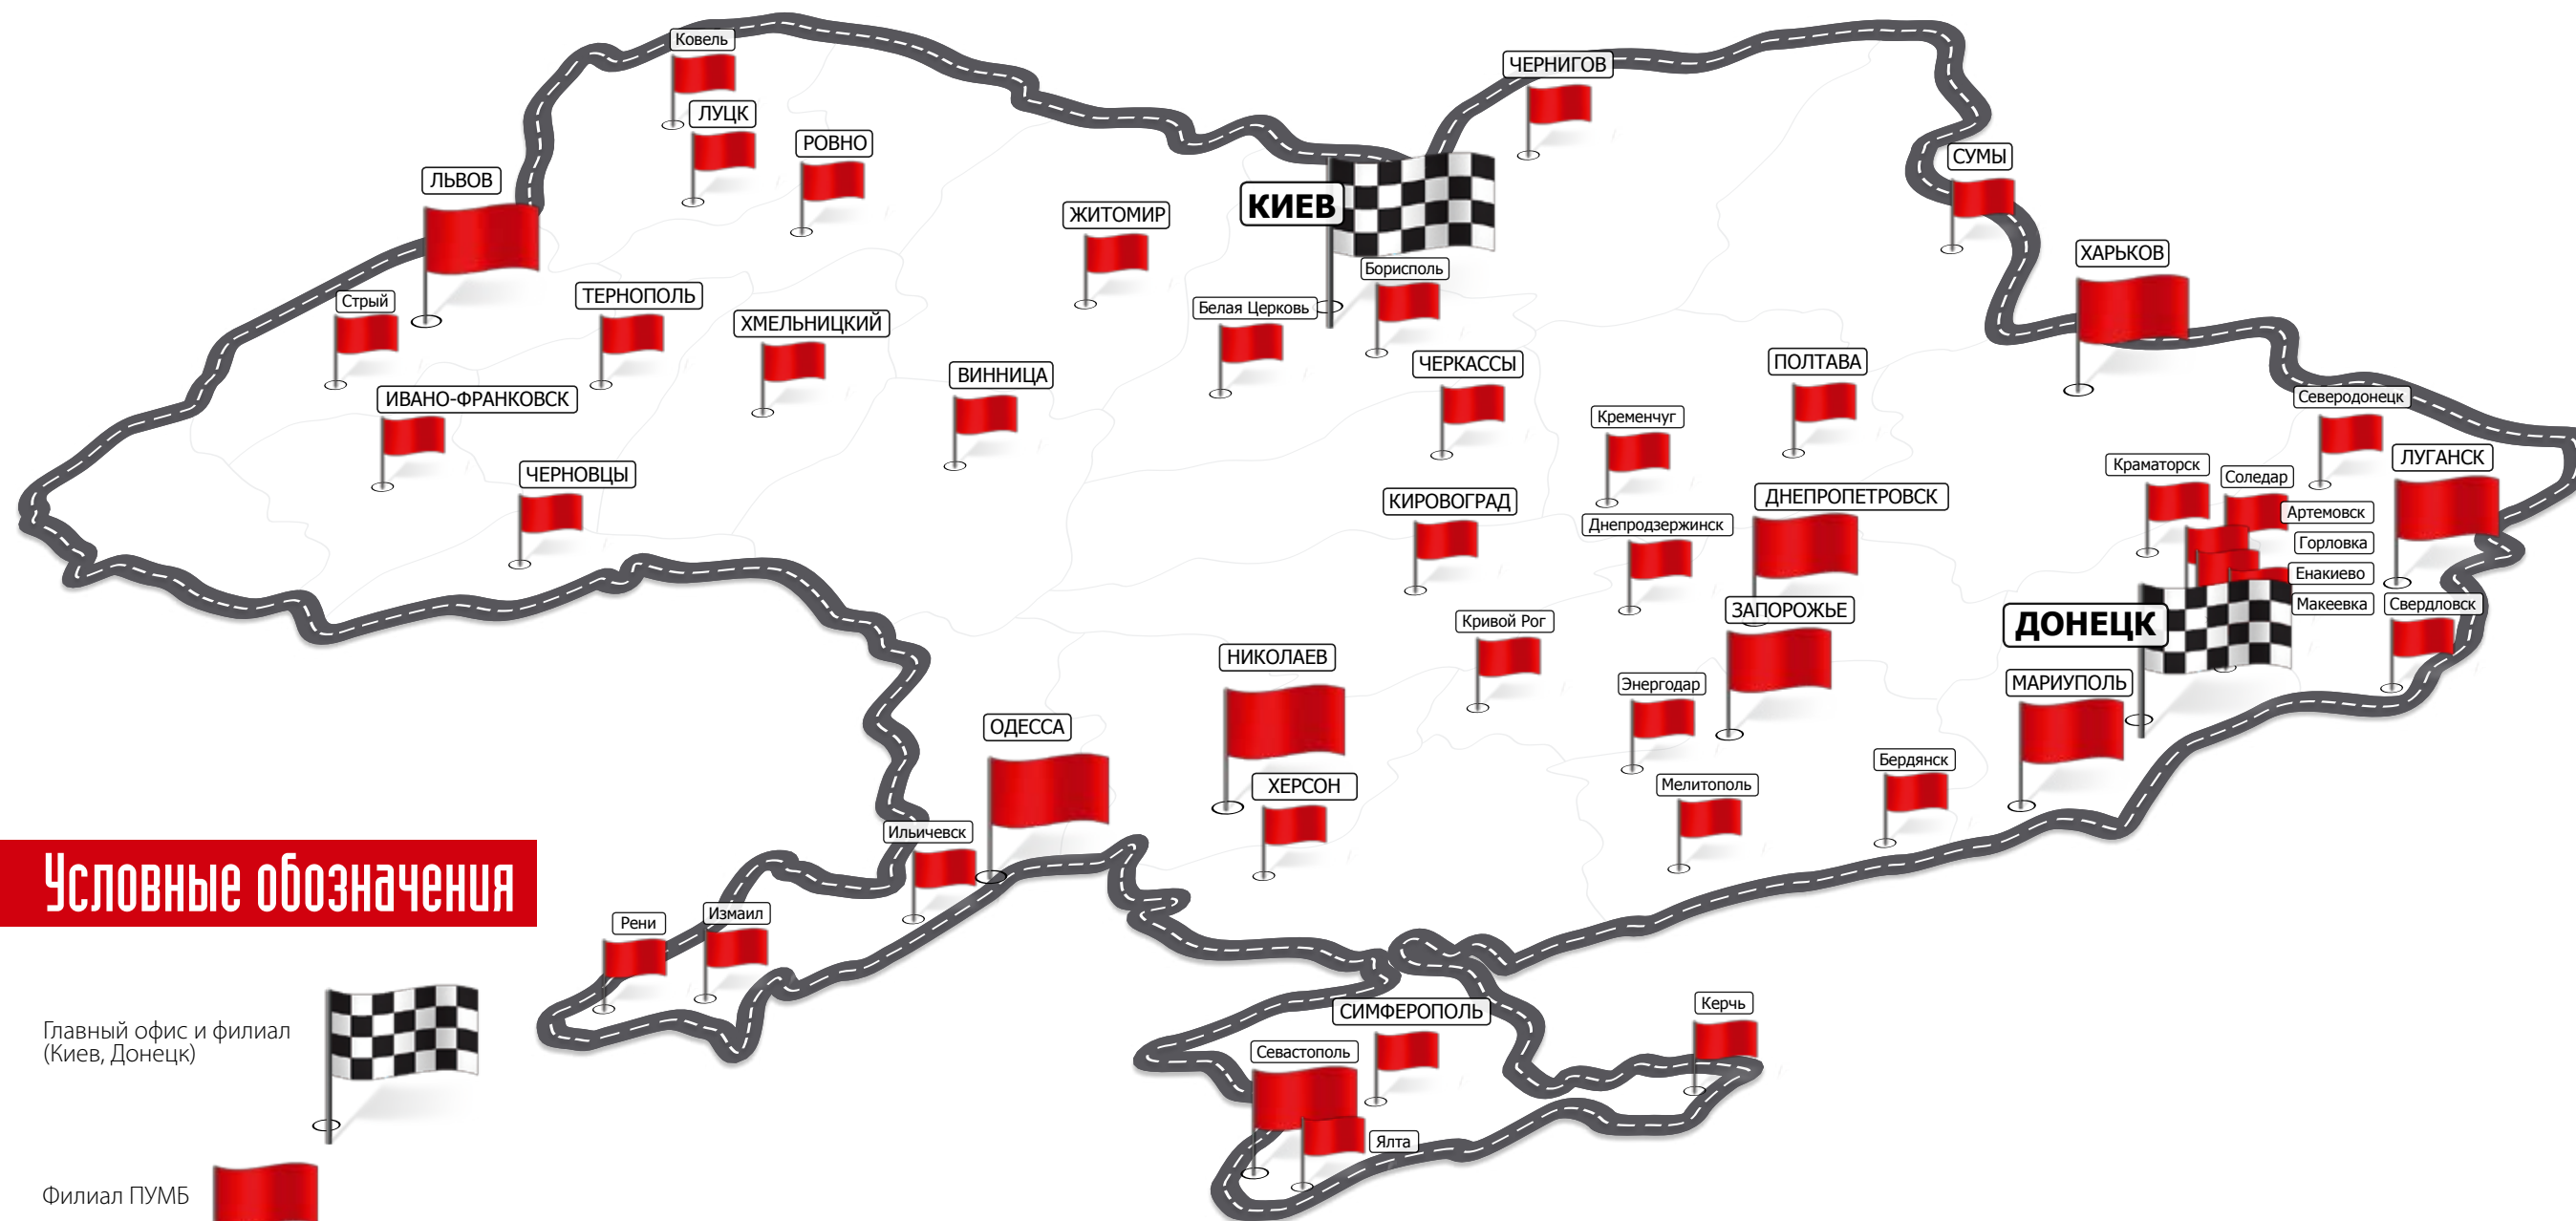 Ковель
ЧЕРНИГОВ
ЛУЦК
РОВНО
СУМЫ
ЛЬВОВ
КИЕВ
ЖИТОМИР
ХАРЬКОВ
Борисполь
Стрый
ТЕРНОПОЛЬ
Белая Церковь
ХМЕЛЬНИЦКИЙ
ЧЕРКАССЫ
ПОЛТАВА
ВИННИЦА
ИВАНО-ФРАНКОВСК
Северодонецк
Кременчуг
ЛУГАНСК
Краматорск
Соледар
ЧЕРНОВЦЫ
КИРОВОГРАД
ДНЕПРОПЕТРОВСК
Артемовск
Днепродзержинск
Горловка
Енакиево
Макеевка
Свердловск
ЗАПОРОЖЬЕ
ДОНЕЦК
Кривой Рог
НИКОЛАЕВ
Энергодар
МАРИУПОЛЬ
ОДЕССА
Бердянск
Мелитополь
ХЕРСОН
Ильичевск
Условные обозначения
Рени
Измаил
СИМФЕРОПОЛЬ
Керчь
Севастополь
Ялта
Главный офис и филиал
(Киев, Донецк)
Филиал ПУМБ